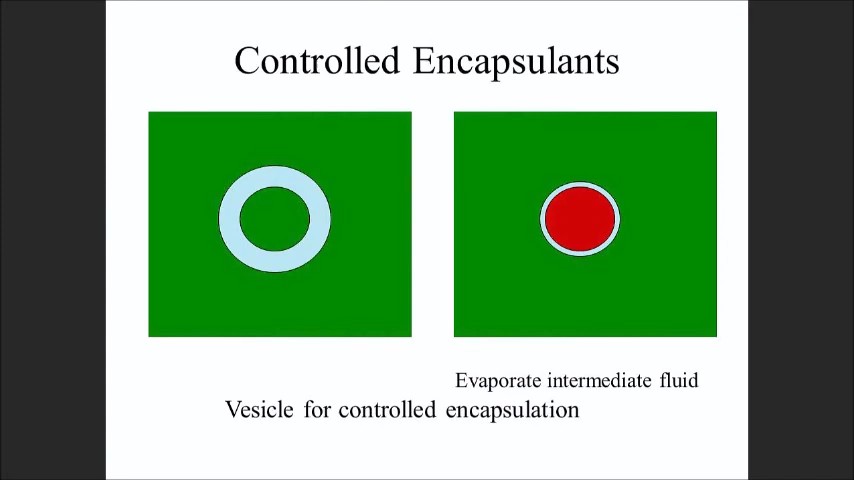 Controlled Encapsulants
Evaporate intermediate fluid
Vesicle for controlled encapsulation